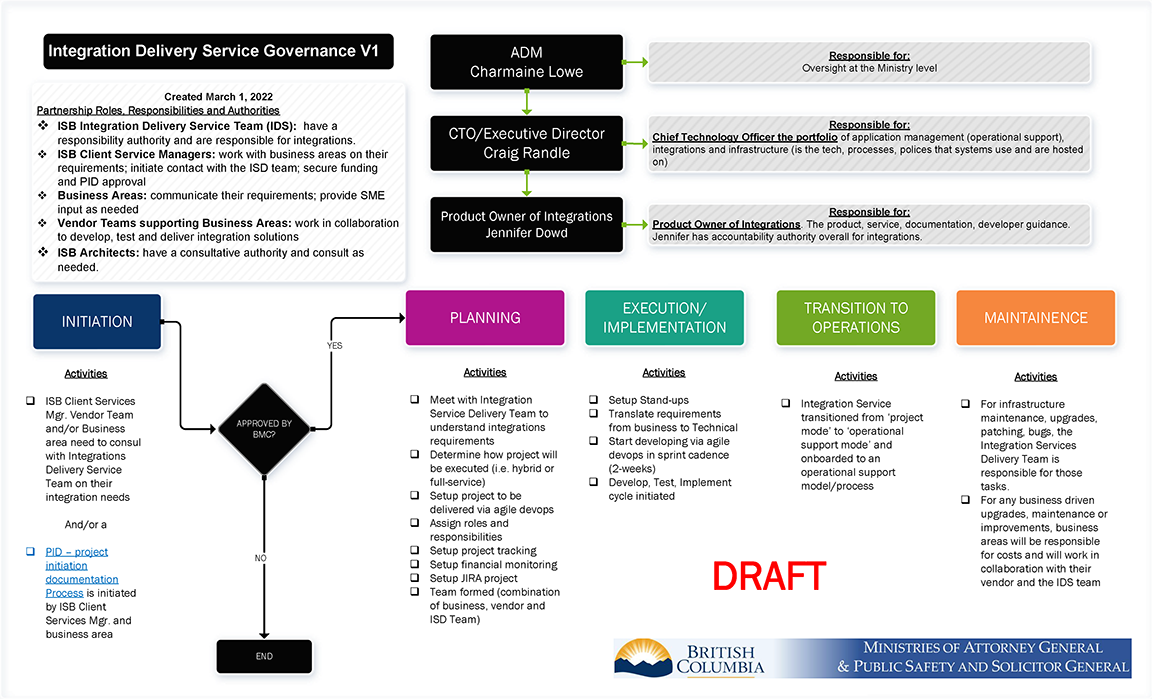 Integration Delivery Service Governance V1
Created March 1, 2022
Partnership Roles, Responsibilities and Authorities
❖ ISB Integration Delivery Service Team (IDS): have a
responsibility authority and are responsible for integrations.
❖ ISB Client Service Managers: work with business areas on their
requirements; initiate contact with the ISD team; secure funding
and PID approval
❖ Business Areas: communicate their requirements; provide SME
input as needed
❖ Vendor Teams supporting Business Areas: work in collaboration
to develop, test and deliver integration solutions
❖ ISB Architects: have a consultative authority and consult as
needed.
ADM
Charmaine Lowe
Responsible for:
Oversight at the Ministry level
CTO/Executive Director
Craig Randle
Responsible for:
Chief Technology Officer the portfolio of application management (operational support),
integrations and infrastructure (is the tech, processes, polices that systems use and are hosted
on)
Product Owner of Integrations
Jennifer Dowd
Responsible for:
Product Owner of Integrations. The product, service, documentation, developer guidance.
Jennifer has accountability authority overall for integrations.
INITIATION
Activities
❑ ISB Client Services
Mgr. Vendor Team
and/or Business
area need to consul
with Integrations
Delivery Service
Team on their
integration needs
And/or a
❑ PID – project
initiation
documentation
Process is initiated
by ISB Client
Services Mgr. and
business area
APPROVED BY
BMC?
YES
NO
END
PLANNING
Activities
❑ Meet with Integration
Service Delivery Team to
understand integrations
requirements
❑ Determine how project will
be executed (i.e. hybrid or
full-service)
❑ Setup project to be
delivered via agile devops
❑ Assign roles and
responsibilities
❑ Setup project tracking
❑ Setup financial monitoring
❑ Setup JIRA project
❑ Team formed (combination
of business, vendor and
ISD Team)
EXECUTION/
IMPLEMENTATION
Activities
❑ Setup Stand-ups
❑ Translate requirements
from business to Technical
❑ Start developing via agile
devops in sprint cadence
(2-weeks)
❑ Develop, Test, Implement
cycle initiated
TRANSITION TO
OPERATIONS
Activities
❑ Integration Service
transitioned from ‘project
mode’ to ‘operational
support mode’ and
onboarded to an
operational support
model/process
MAINTAINENCE
Activities
❑ For infrastructure
maintenance, upgrades,
patching, bugs, the
Integration Services
Delivery Team is
responsible for those
tasks.
❑ For any business driven
upgrades, maintenance or
improvements, business
areas will be responsible
for costs and will work in
collaboration with their
vendor and the IDS team
DRAFT
BRITISH
COLUMBIA
MINISTRIES OF ATTORNEY GENERAL
& PUBLIC SAFETY AND SOLICITOR GENERAL